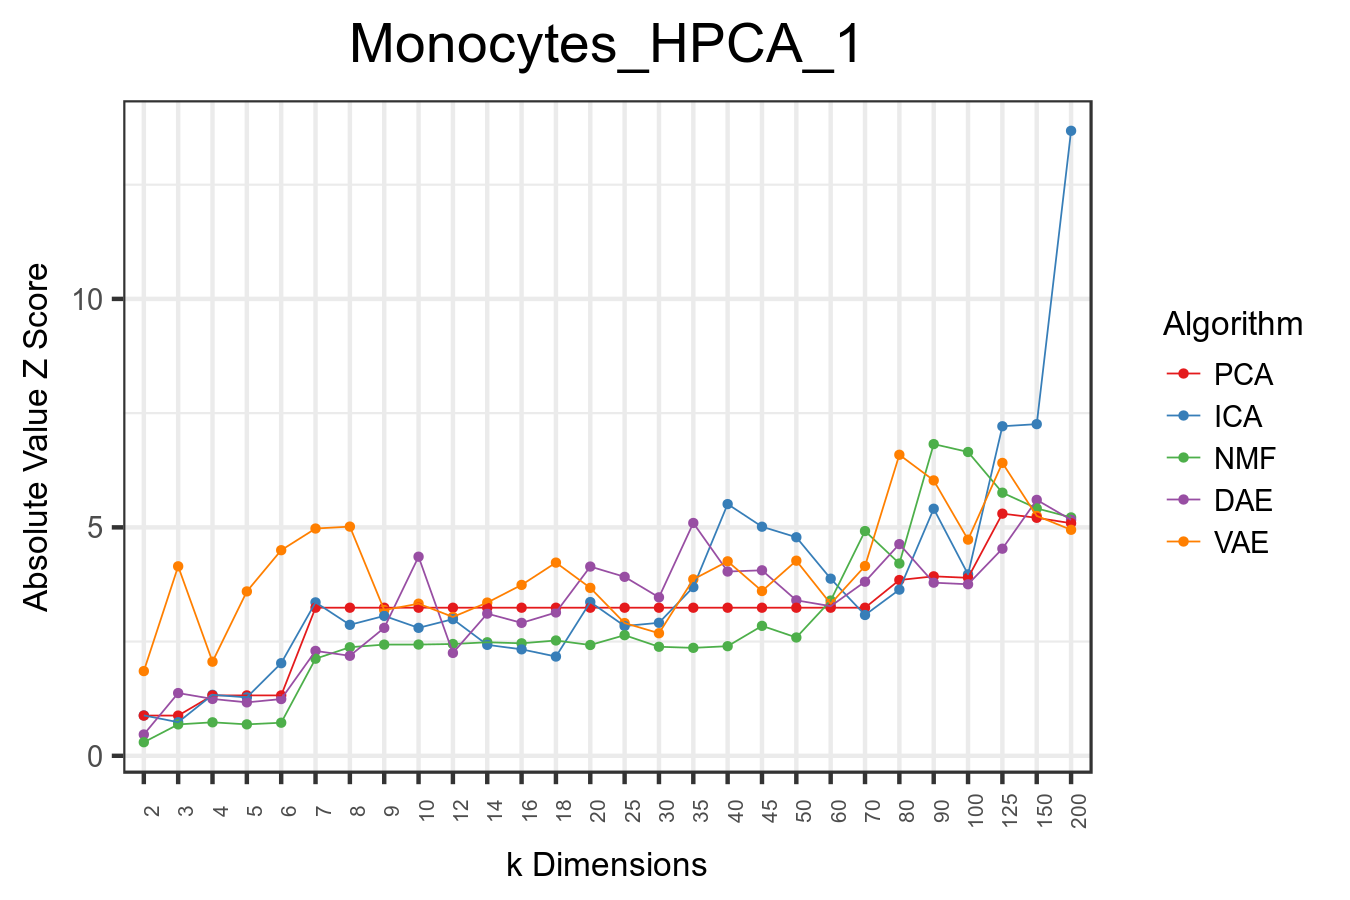 Monocytes_HPCA_1
Absolute Value Z Score
10
5
0
2 3 4 5 6 7 8 9 10 12 14 16 18 20 25 30 35 40 45 50 60 70 80 90 100 125 150 200
k Dimensions
Algorithm
PCA
ICA
NMF
DAE
VAE